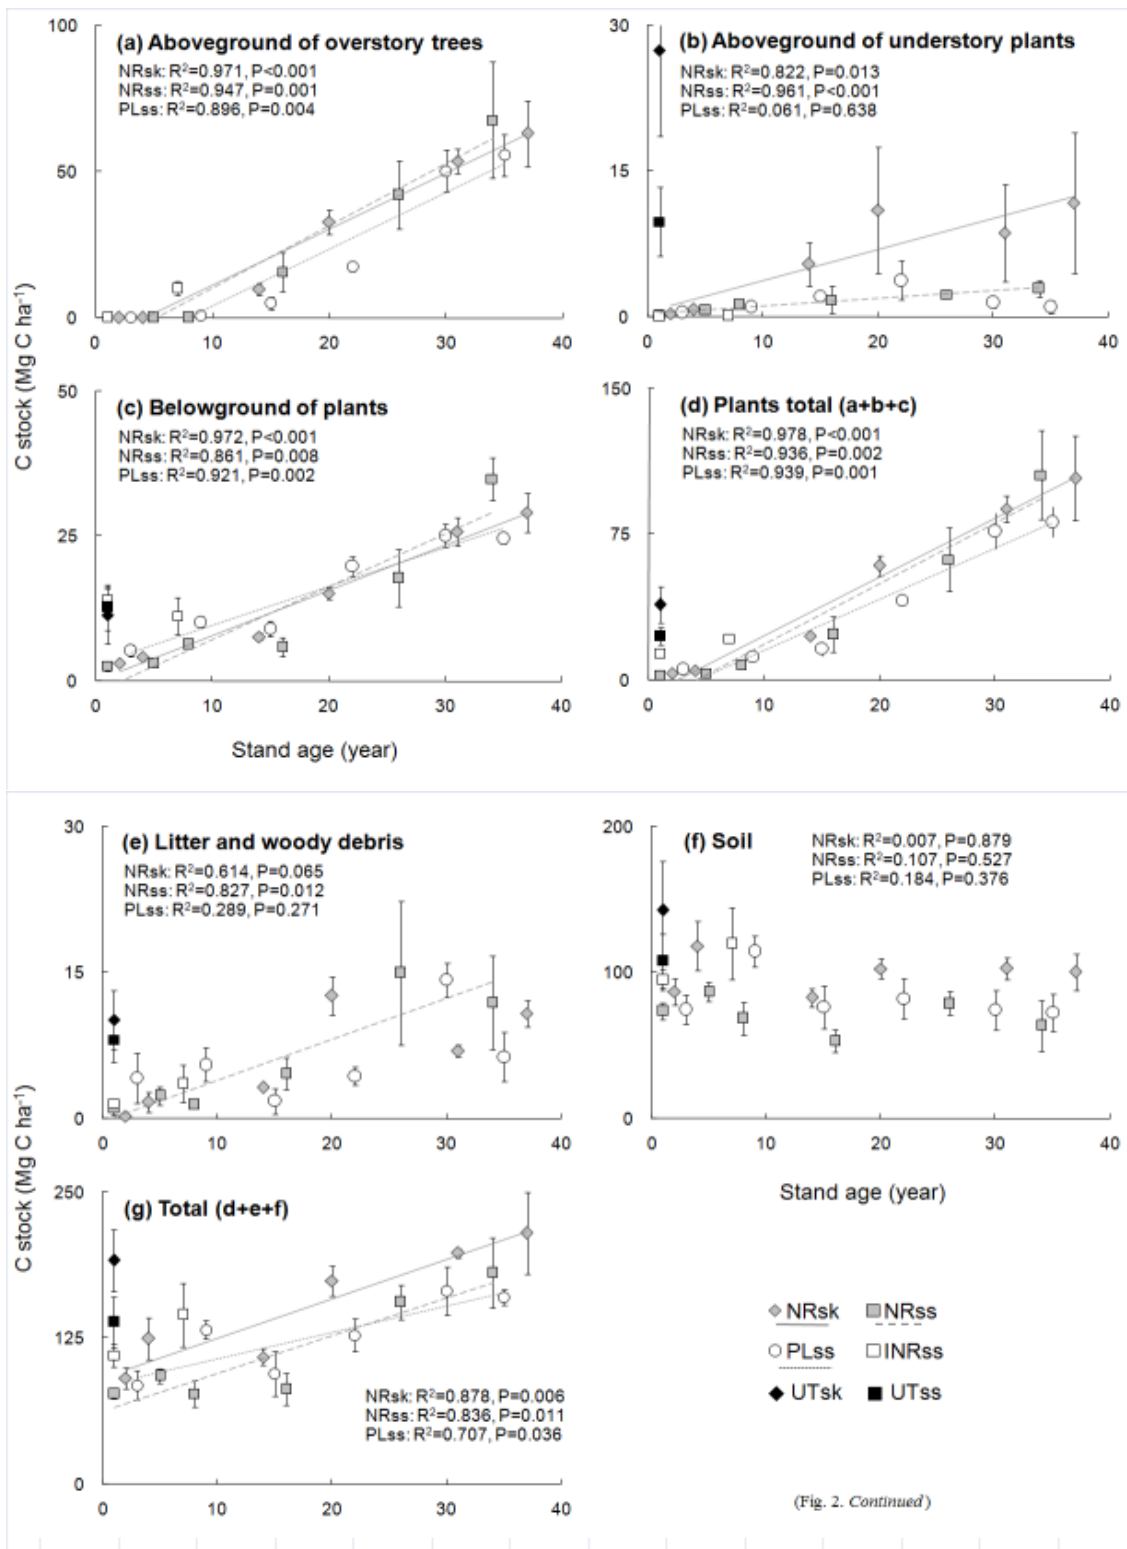 100
(a) Aboveground of overstory trees
NRsk: R²=0.971, P<0.001
NRss: R²=0.947, P=0.001
PLss: R²=0.896, P=0.004
50
0
0 10 20 30 40
30
(b) Aboveground of understory plants
NRsk: R²=0.822, P=0.013
NRss: R²=0.961, P<0.001
PLss: R²=0.061, P=0.638
15
0
0 10 20 30 40
C stock (Mg C ha⁻¹)
50
(c) Belowground of plants
NRsk: R²=0.972, P<0.001
NRss: R²=0.861, P=0.008
PLss: R²=0.921, P=0.002
25
0
0 10 20 30 40
Stand age (year)
150
(d) Plants total (a+b+c)
NRsk: R²=0.978, P<0.001
NRss: R²=0.936, P=0.002
PLss: R²=0.939, P=0.001
75
0
0 10 20 30 40
30
(e) Litter and woody debris
NRsk: R²=0.614, P=0.065
NRss: R²=0.827, P=0.012
PLss: R²=0.289, P=0.271
15
0
0 10 20 30 40
200
(f) Soil
NRsk: R²=0.007, P=0.879
NRss: R²=0.107, P=0.527
PLss: R²=0.184, P=0.376
100
0
0 10 20 30 40
Stand age (year)
C stock (Mg C ha⁻¹)
250
(g) Total (d+e+f)
125
NRsk: R²=0.878, P=0.006
NRss: R²=0.836, P=0.011
PLss: R²=0.707, P=0.036
0
0 10 20 30 40
NRsk NRss
PLss INRss
UTsk UTss
(Fig. 2. Continued)